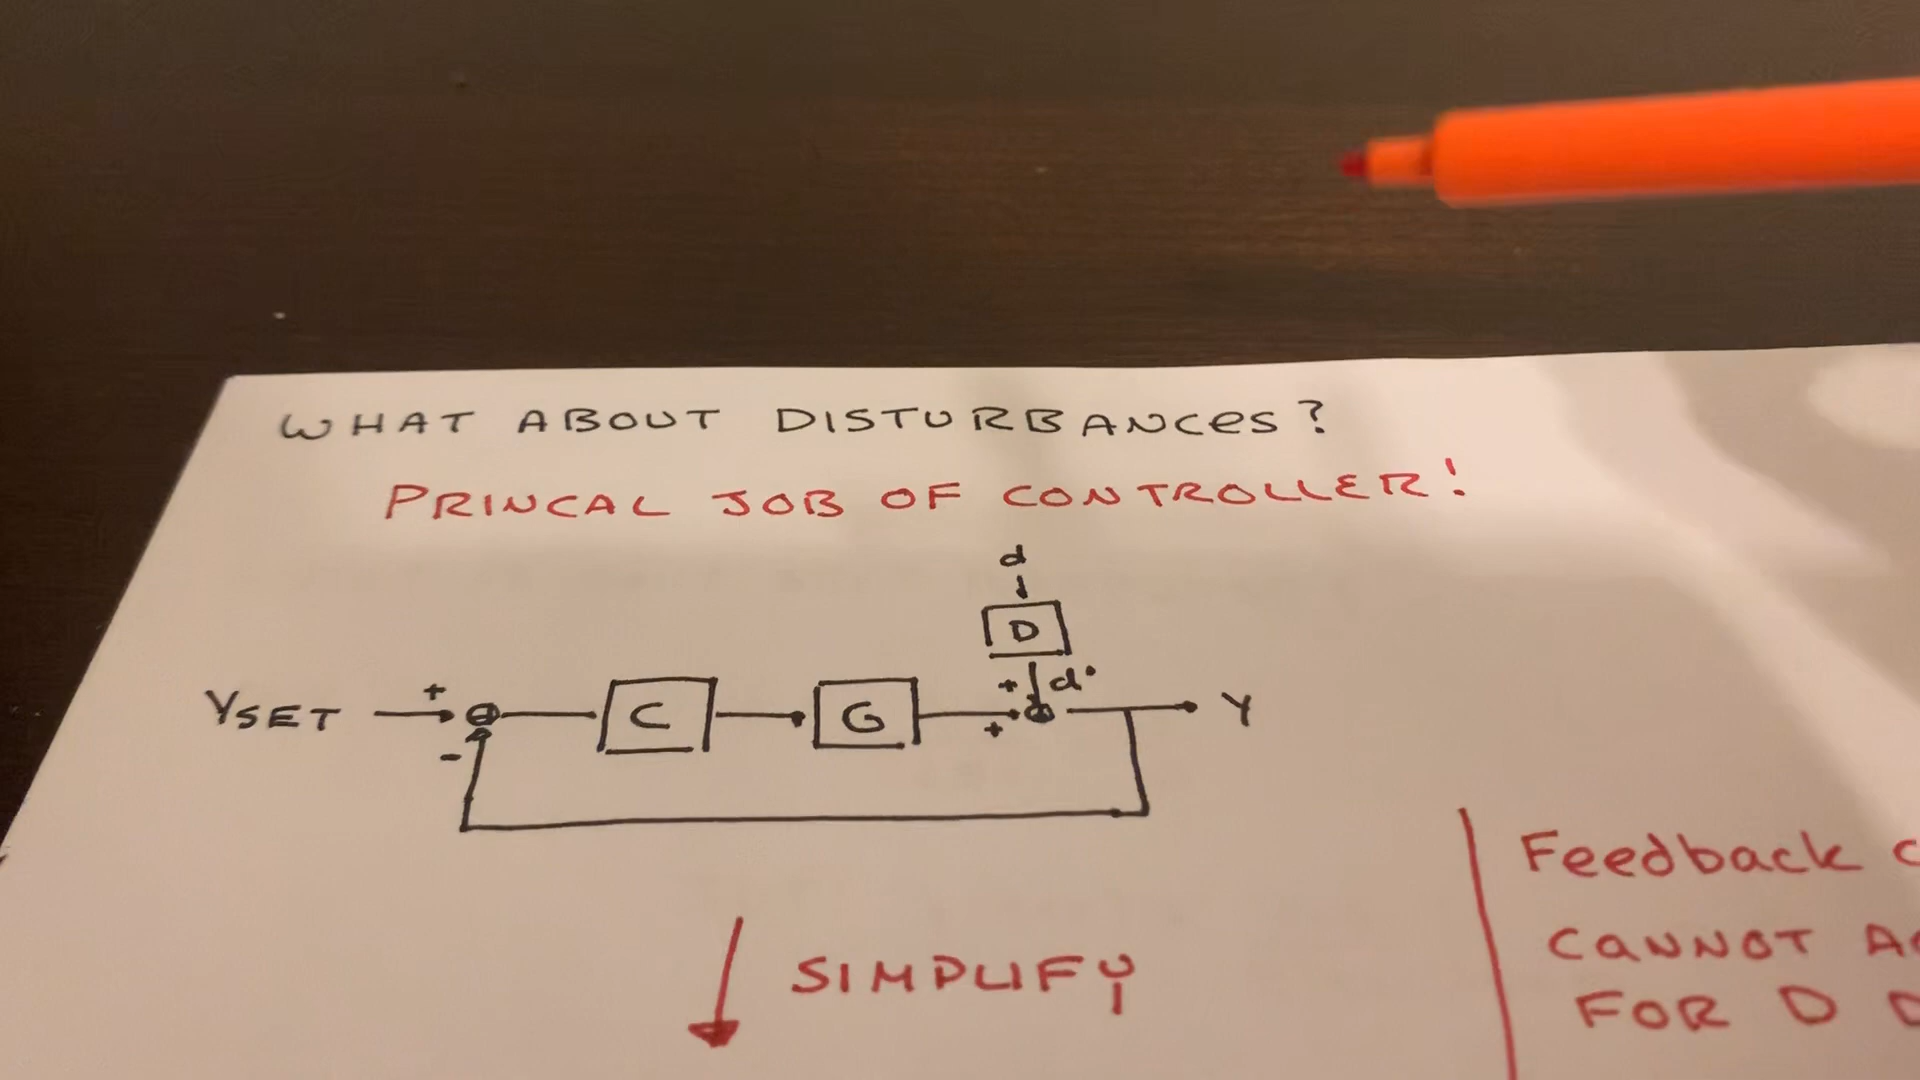 WHAT ABOUT DISTURBANCES?
PRINCAL JOB OF CONTROLLER!
d
D
+ d'
YSET + C G + Y
-
SIMPLIFY
Feedback
CANNOT
FOR D